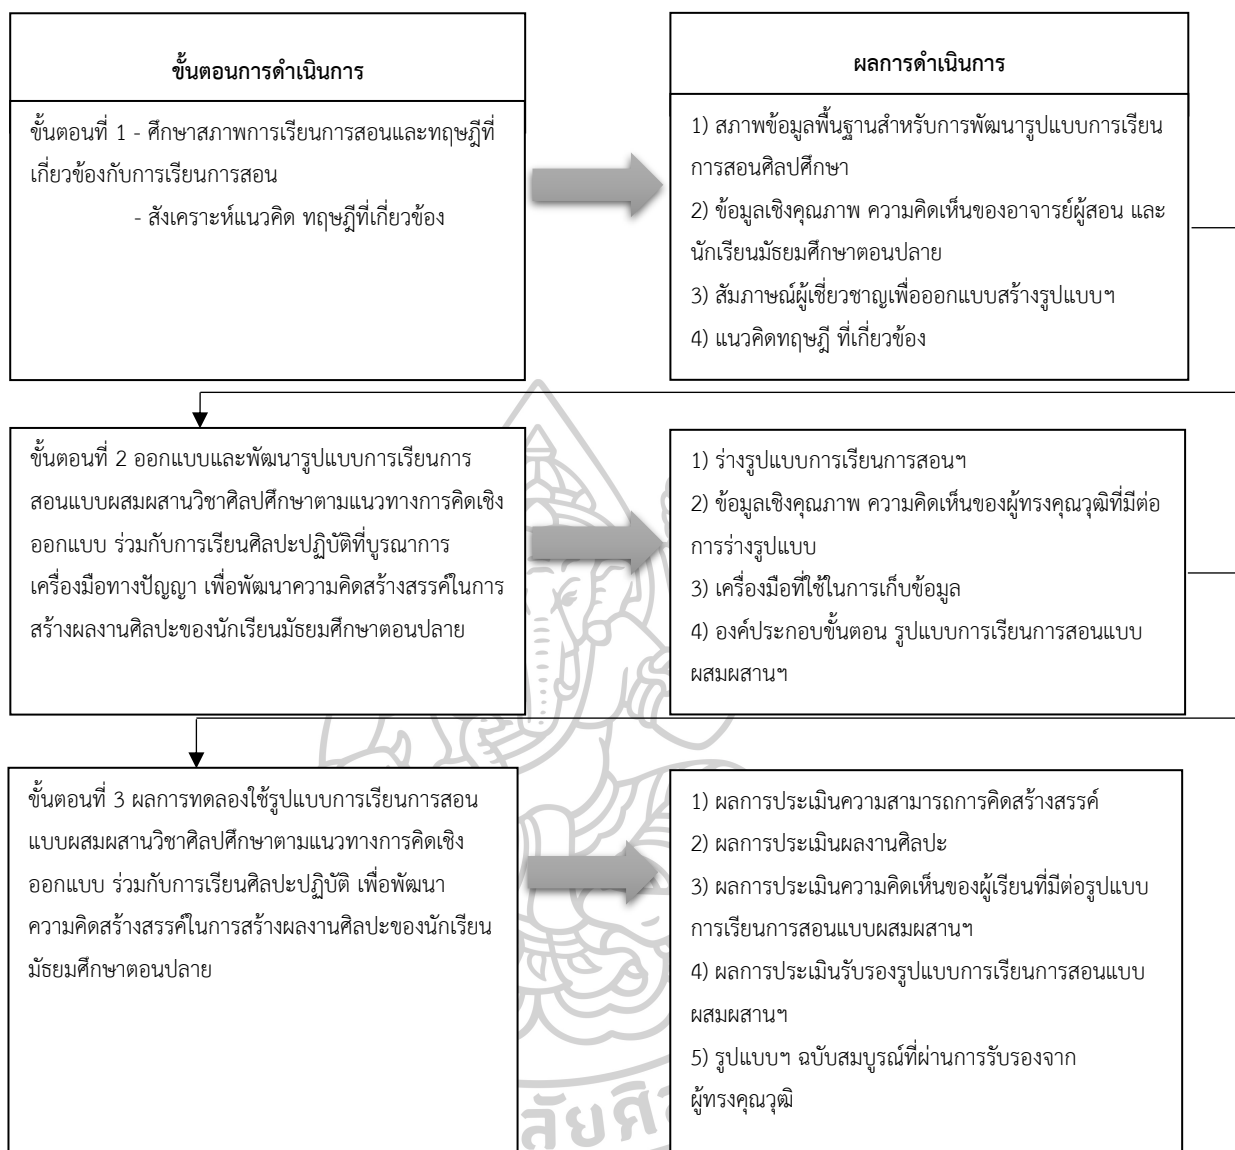 ขั้นตอนการดำเนินการ
ผลการดำเนินการ
ขั้นตอนที่ 1 - ศึกษาสภาพการเรียนการสอนและทฤษฎีที่
เกี่ยวข้องกับการเรียนการสอน
- สังเคราะห์แนวคิด ทฤษฎีที่เกี่ยวข้อง
1) สภาพข้อมูลพื้นฐานสำหรับการพัฒนารูปแบบการเรียน
การสอนศิลปศึกษา
2) ข้อมูลเชิงคุณภาพ ความคิดเห็นของอาจารย์ผู้สอน และ
นักเรียนมัธยมศึกษาตอนปลาย
3) สัมภาษณ์ผู้เชี่ยวชาญเพื่อออกแบบสร้างรูปแบบฯ
4) แนวคิดทฤษฎี ที่เกี่ยวข้อง
ขั้นตอนที่ 2 ออกแบบและพัฒนารูปแบบการเรียนการ
สอนแบบผสมผสานวิชาศิลปศึกษาตามแนวทางการคิดเชิง
ออกแบบ ร่วมกับการเรียนศิลปะปฏิบัติที่บูรณาการ
เครื่องมือทางปัญญา เพื่อพัฒนาความคิดสร้างสรรค์ในการ
สร้างผลงานศิลปะของนักเรียนมัธยมศึกษาตอนปลาย
1) ร่างรูปแบบการเรียนการสอนฯ
2) ข้อมูลเชิงคุณภาพ ความคิดเห็นของผู้ทรงคุณวุฒิที่มีต่อ
การร่างรูปแบบ
3) เครื่องมือที่ใช้ในการเก็บข้อมูล
4) องค์ประกอบขั้นตอน รูปแบบการเรียนการสอนแบบ
ผสมผสานฯ
ขั้นตอนที่ 3 ผลการทดลองใช้รูปแบบการเรียนการสอน
แบบผสมผสานวิชาศิลปศึกษาตามแนวทางการคิดเชิง
ออกแบบ ร่วมกับการเรียนศิลปะปฏิบัติ เพื่อพัฒนา
ความคิดสร้างสรรค์ในการสร้างผลงานศิลปะของนักเรียน
มัธยมศึกษาตอนปลาย
1) ผลการประเมินความสามารถการคิดสร้างสรรค์
2) ผลการประเมินผลงานศิลปะ
3) ผลการประเมินความคิดเห็นของผู้เรียนที่มีต่อรูปแบบ
การเรียนการสอนแบบผสมผสานฯ
4) ผลการประเมินรับรองรูปแบบการเรียนการสอนแบบ
ผสมผสานฯ
5) รูปแบบฯ ฉบับสมบูรณ์ที่ผ่านการรับรองจาก
ผู้ทรงคุณวุฒิ
ลัยศิ